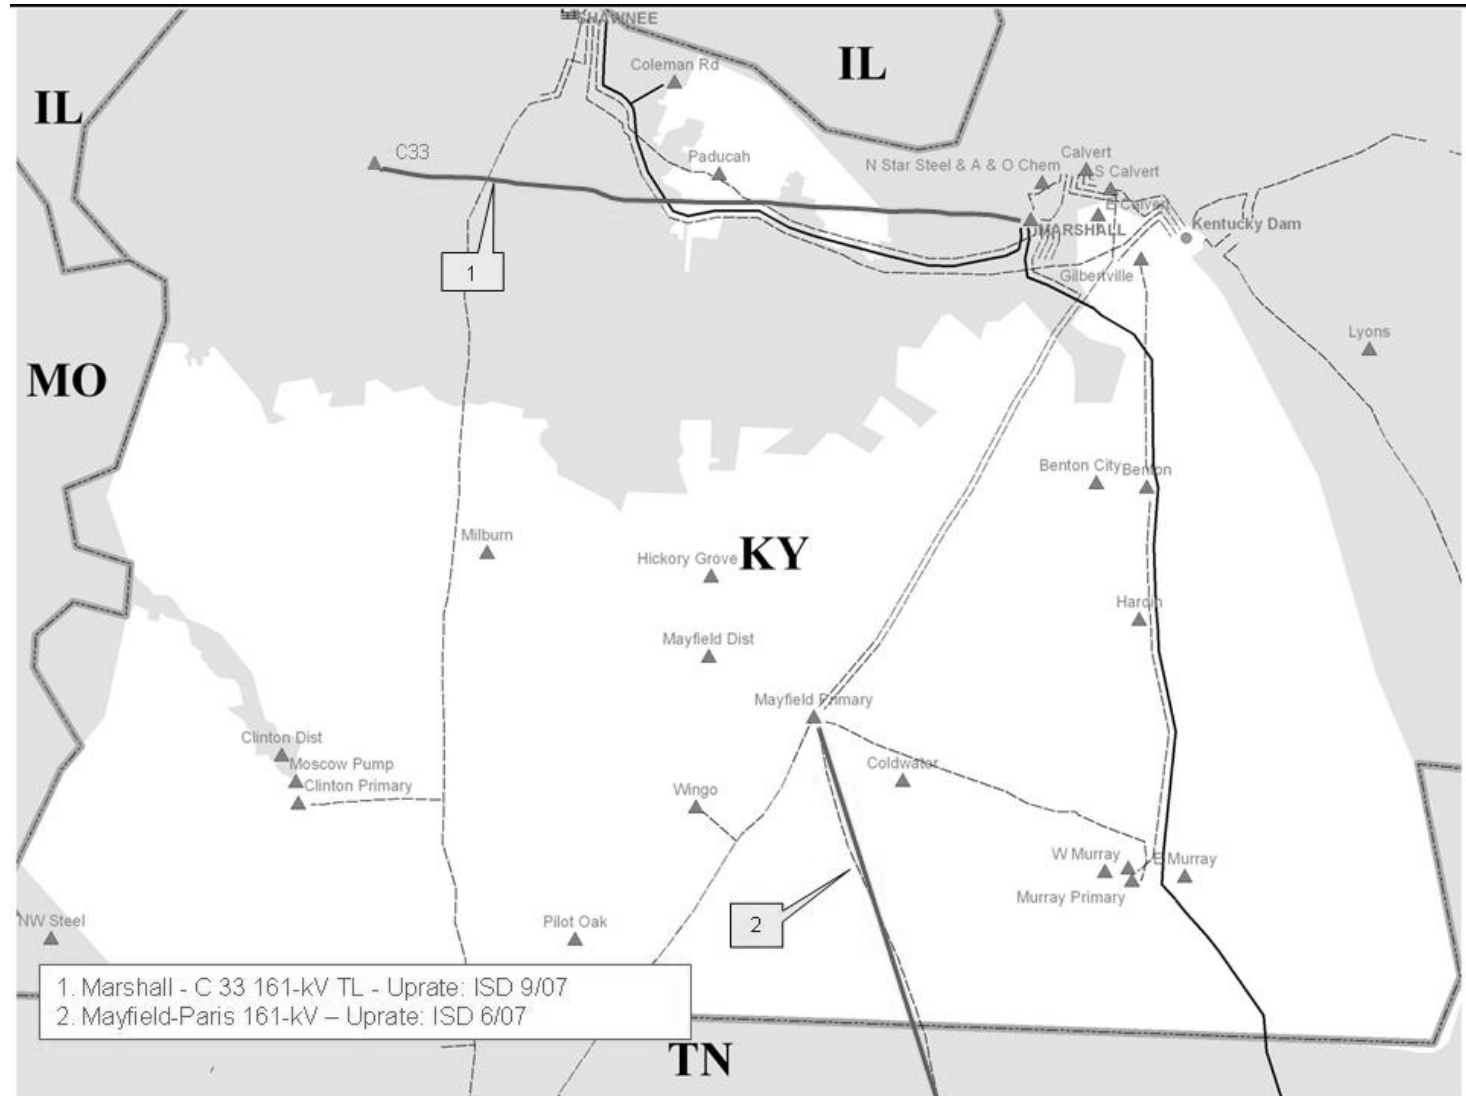 SHAWNEE
IL
Coleman Rd
IL
C33
Paducah
N Star Steel & A & O Chem
Calvert
S Calvert
E Calvert
MARSHALL
Kentucky Dam
Gilbertville
1
Lyons
MO
Benton City
Benton
Milburn
Hickory Grove
KY
Hardin
Mayfield Dist
Mayfield Primary
Clinton Dist
Moscow Pump
Clinton Primary
Wingo
Coldwater
W Murray
E Murray
Murray Primary
NW Steel
Pilot Oak
2
1. Marshall - C 33 161-kV TL - Uprate: ISD 9/07
2. Mayfield-Paris 161-kV – Uprate: ISD 6/07
TN